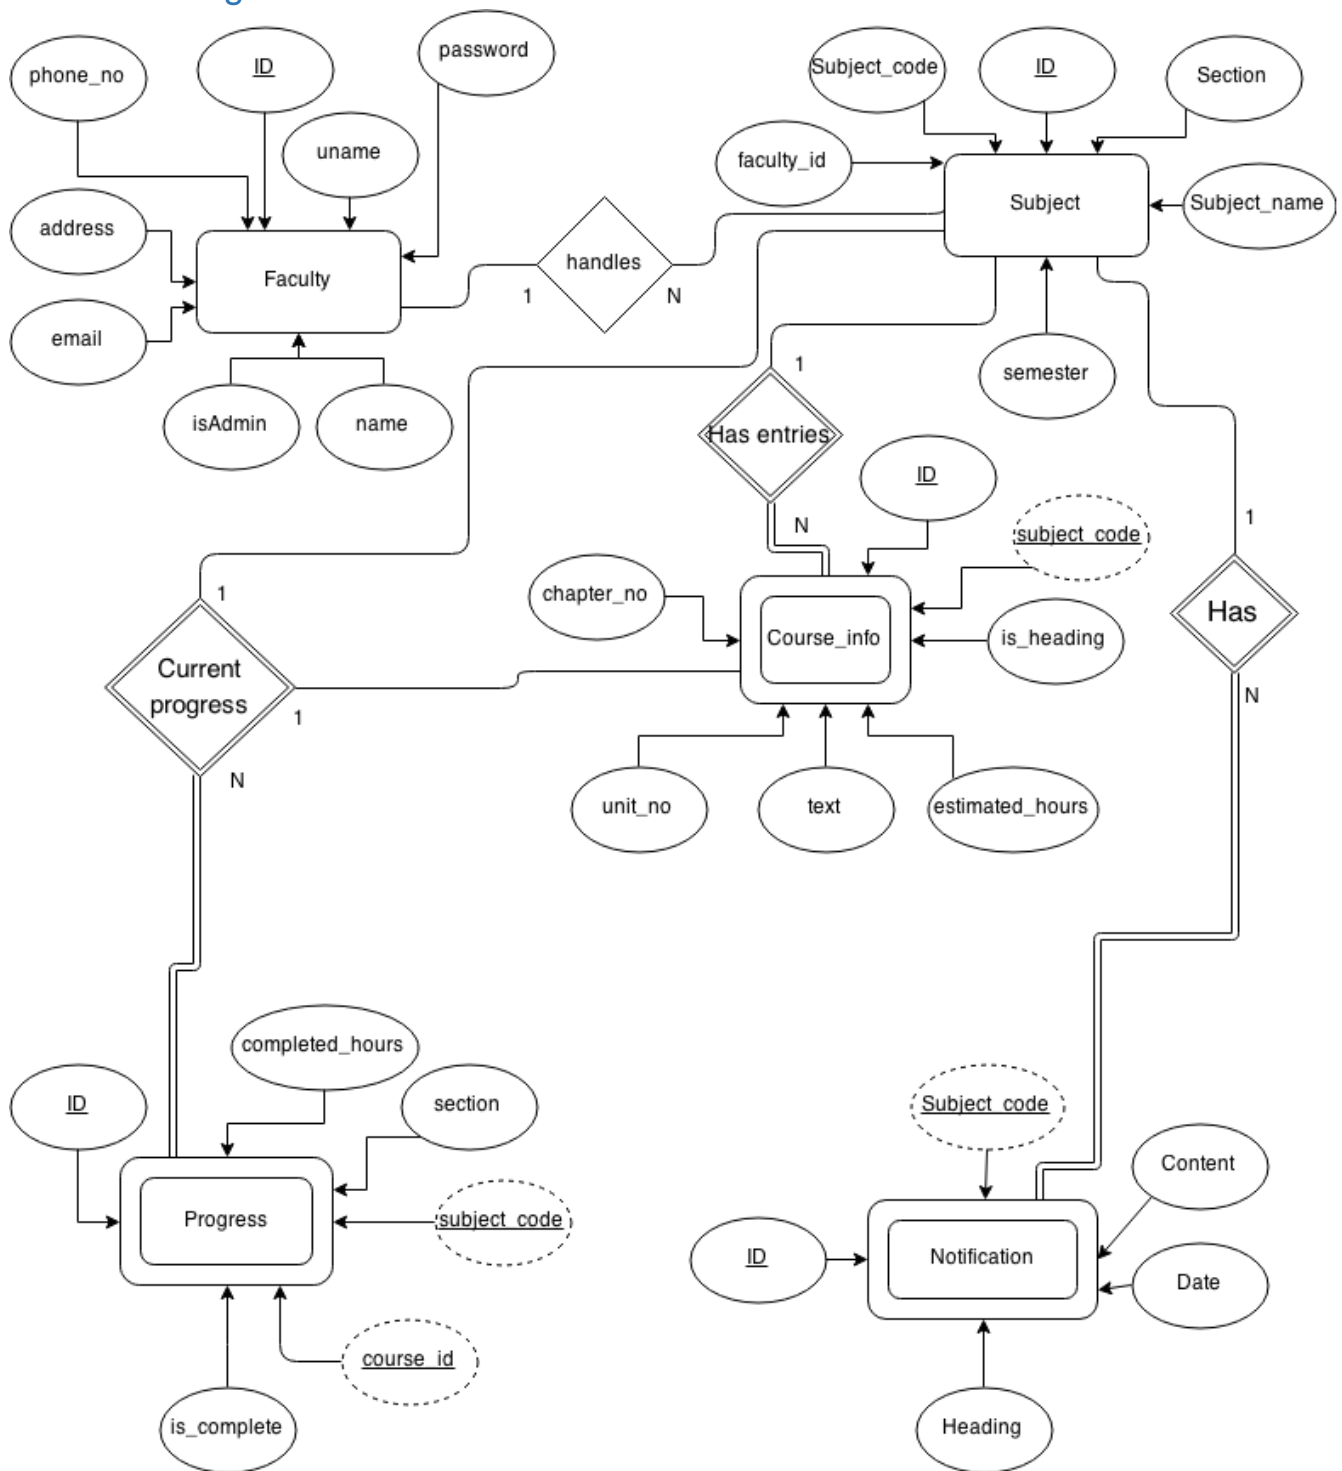 phone_no
ID
password
uname
address
Faculty
email
isAdmin
name
handles
1
N
Subject_code
ID
Section
faculty_id
Subject
Subject_name
semester
1
Has entries
N
ID
subject_code
chapter_no
Course_info
is_heading
unit_no
text
estimated_hours
1
Has
N
1
Current
progress
1
N
completed_hours
ID
section
Progress
subject_code
course_id
is_complete
Subject_code
Content
ID
Notification
Date
Heading